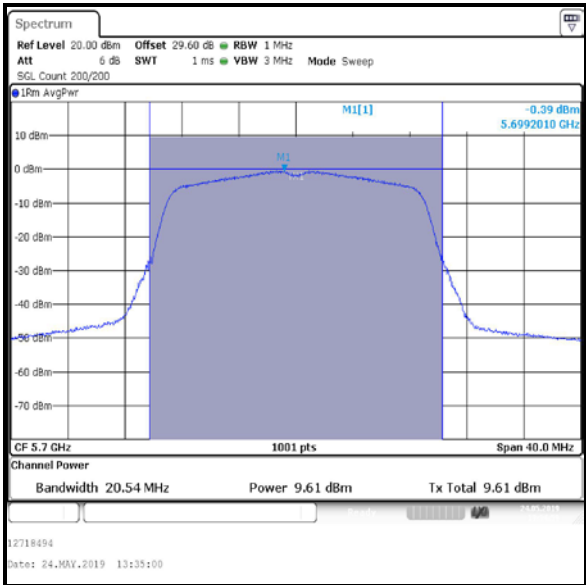 Spectrum
Ref Level 20.00 dBm Offset 29.60 dB RBW 1 MHz
Att 6 dB SWT 1 ms VBW 3 MHz Mode Sweep
SGL Count 200/200
1Rm AvgPwr
M1[1] -0.39 dBm
5.6992010 GHz
10 dBm
M1
0 dBm
-10 dBm
-20 dBm
-30 dBm
-40 dBm
-50 dBm
-60 dBm
-70 dBm
CF 5.7 GHz 1001 pts Span 40.0 MHz
Channel Power
Bandwidth 20.54 MHz Power 9.61 dBm Tx Total 9.61 dBm
24.05.2019
12718494
Date: 24.MAY.2019 13:35:00